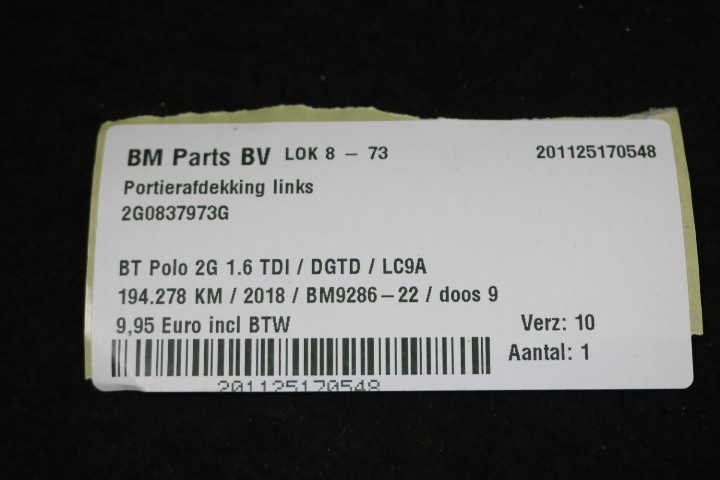 BM Parts BV LOK 8 - 73 201125170548
Portierafdekking links
2G0837973G
BT Polo 2G 1.6 TDI / DGTD / LC9A
194.278 KM / 2018 / BM9286-22 / doos 9
9,95 Euro incl BTW Verz: 10
Aantal: 1
201125170548